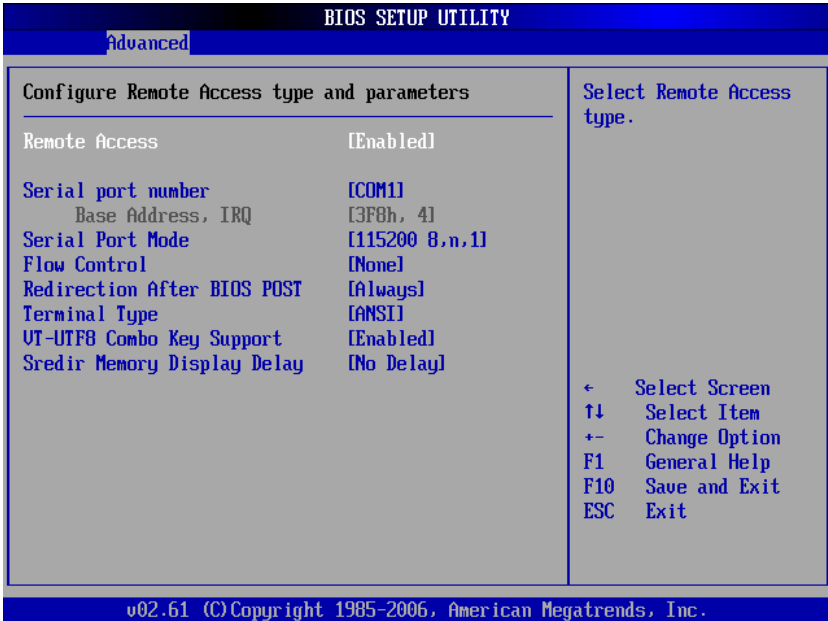 BIOS SETUP UTILITY
Advanced
Configure Remote Access type and parameters
Remote Access [Enabled]
Serial port number [COM1]
Base Address, IRQ [3F8h, 4]
Serial Port Mode [115200 8,n,1]
Flow Control [None]
Redirection After BIOS POST [Always]
Terminal Type [ANSI]
VT-UTF8 Combo Key Support [Enabled]
Sredir Memory Display Delay [No Delay]
Select Remote Access
type.
← Select Screen
↑↓ Select Item
+- Change Option
F1 General Help
F10 Save and Exit
ESC Exit
v02.61 (C)Copyright 1985-2006, American Megatrends, Inc.